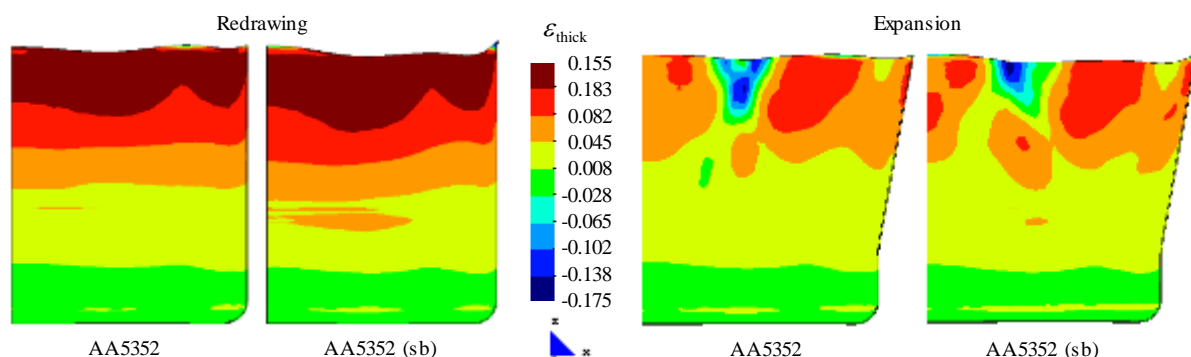 Redrawing
Expansion
εthick
0.155
0.183
0.082
0.045
0.008
-0.028
-0.065
-0.102
-0.138
-0.175
z
x
AA5352
AA5352 (sb)
AA5352
AA5352 (sb)